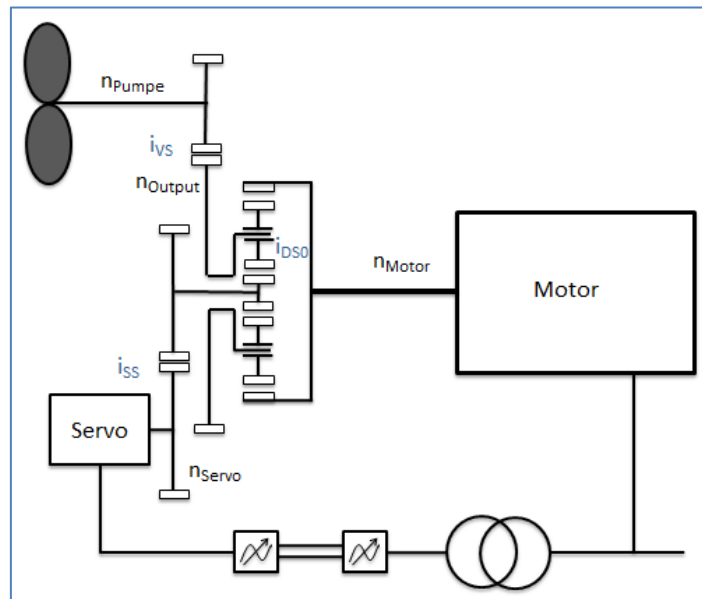 nPumpe
iVS
nOutput
iDS0
nMotor
Motor
iSS
Servo
nServo